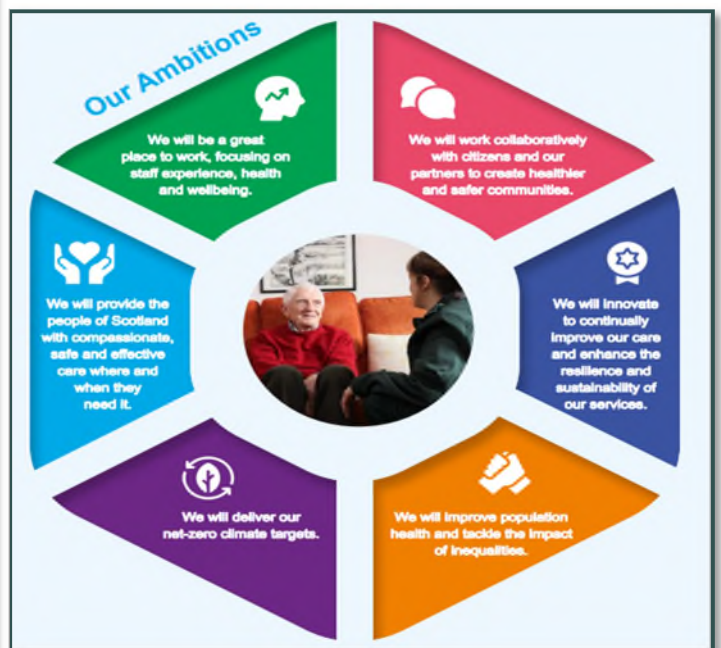 Our Ambitions
We will be a great
place to work, focusing on
staff experience, health
and wellbeing.
We will work collaboratively
with citizens and our
partners to create healthier
and safer communities.
We will provide the
people of Scotland
with compassionate,
safe and effective
care where and
when they
need it.
We will innovate
to continually
improve our care
and enhance the
resilience and
sustainability of
our services.
We will deliver our
net-zero climate targets.
We will improve population
health and tackle the impact
of inequalities.